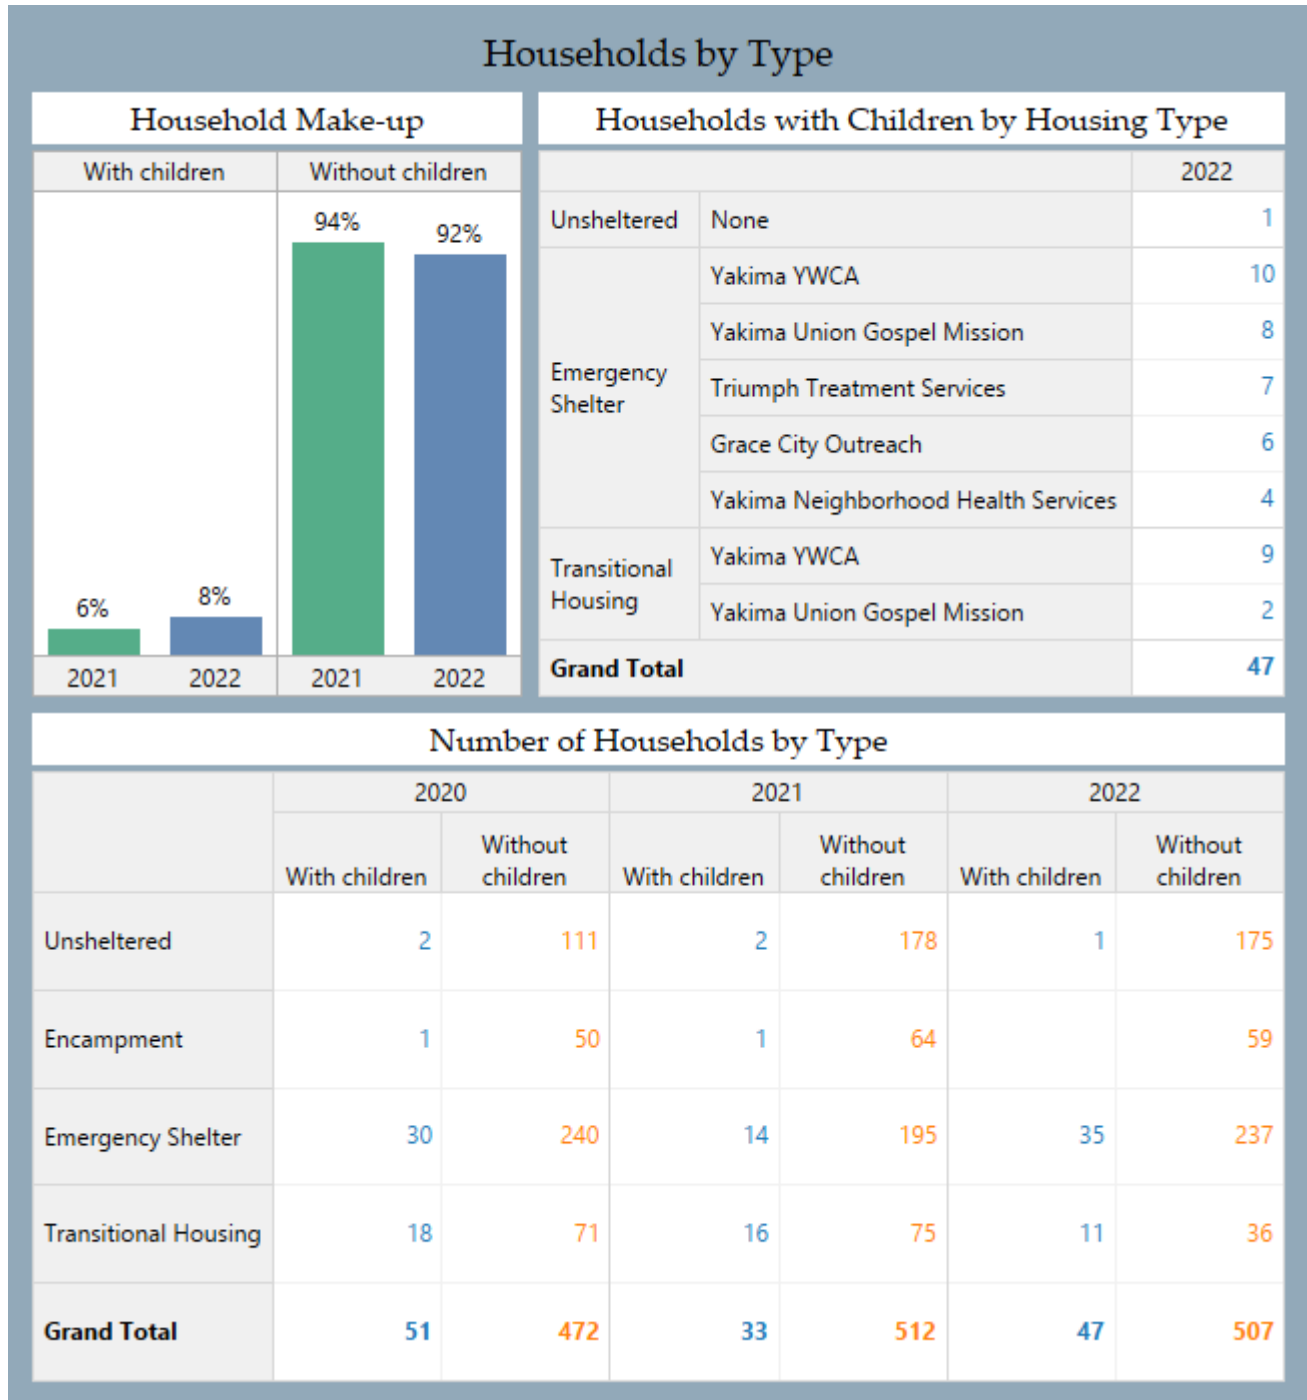 Households by Type
Household Make-up
With children Without children
94%
92%
6%
8%
2021 2022 2021 2022
Households with Children by Housing Type
2022
Unsheltered None 1
Emergency Shelter Yakima YWCA 10
Yakima Union Gospel Mission 8
Triumph Treatment Services 7
Grace City Outreach 6
Yakima Neighborhood Health Services 4
Transitional Housing Yakima YWCA 9
Yakima Union Gospel Mission 2
Grand Total 47
Number of Households by Type
2020 2021 2022
With children Without children With children Without children With children Without children
Unsheltered 2 111 2 178 1 175
Encampment 1 50 1 64 59
Emergency Shelter 30 240 14 195 35 237
Transitional Housing 18 71 16 75 11 36
Grand Total 51 472 33 512 47 507